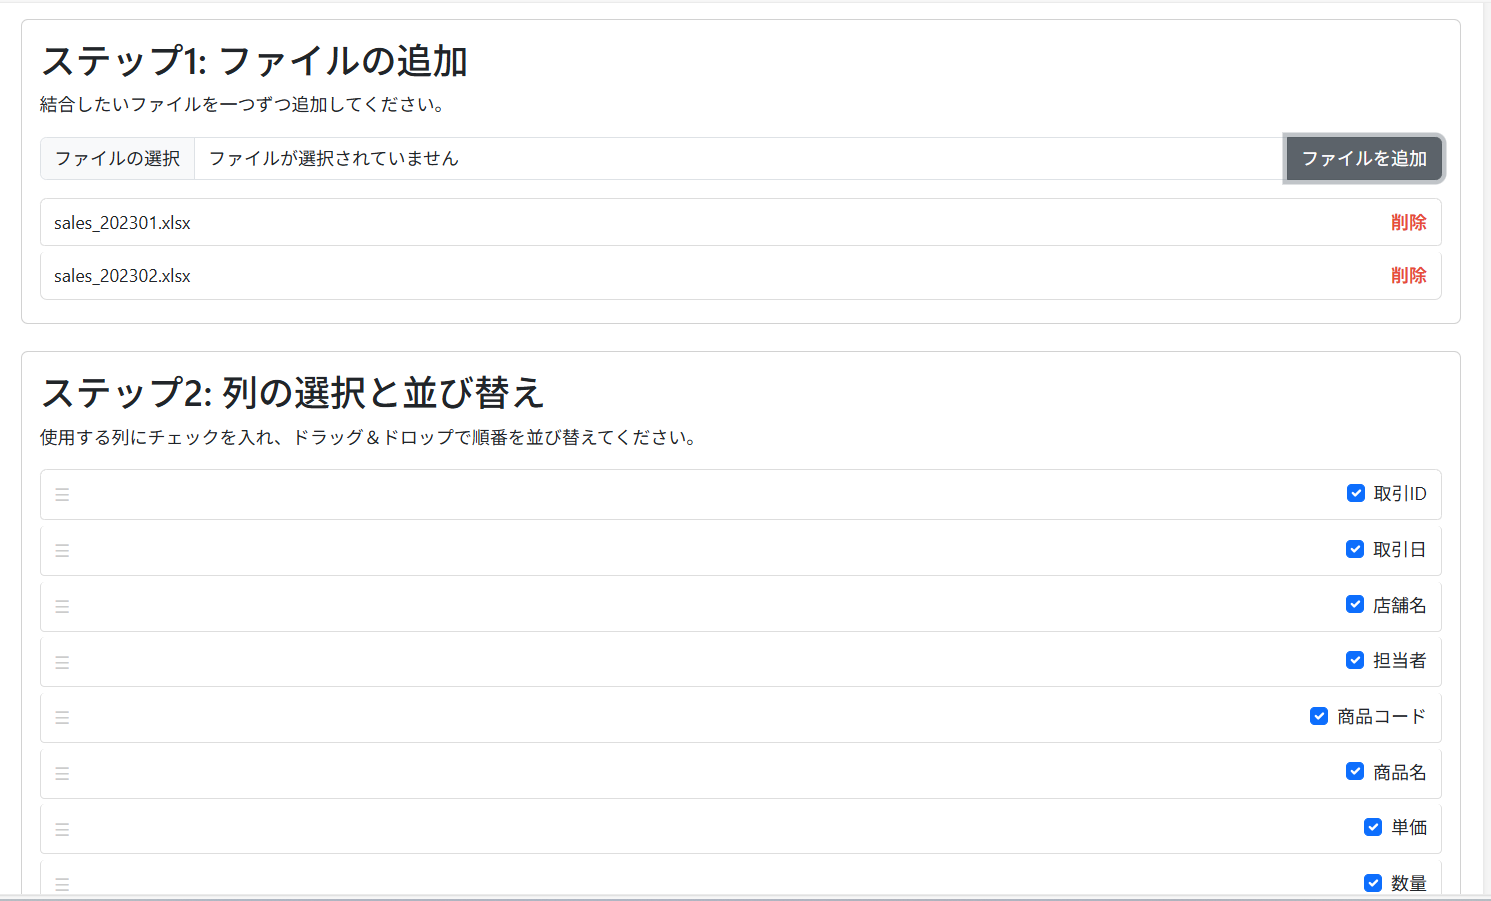 ステップ1: ファイルの追加
結合したいファイルを一つずつ追加してください。
ファイルの選択 ファイルが選択されていません ファイルを追加
sales_202301.xlsx 削除
sales_202302.xlsx 削除
ステップ2: 列の選択と並び替え
使用する列にチェックを入れ、ドラッグ＆ドロップで順番を並び替えてください。
取引ID
取引日
店舗名
担当者
商品コード
商品名
単価
数量